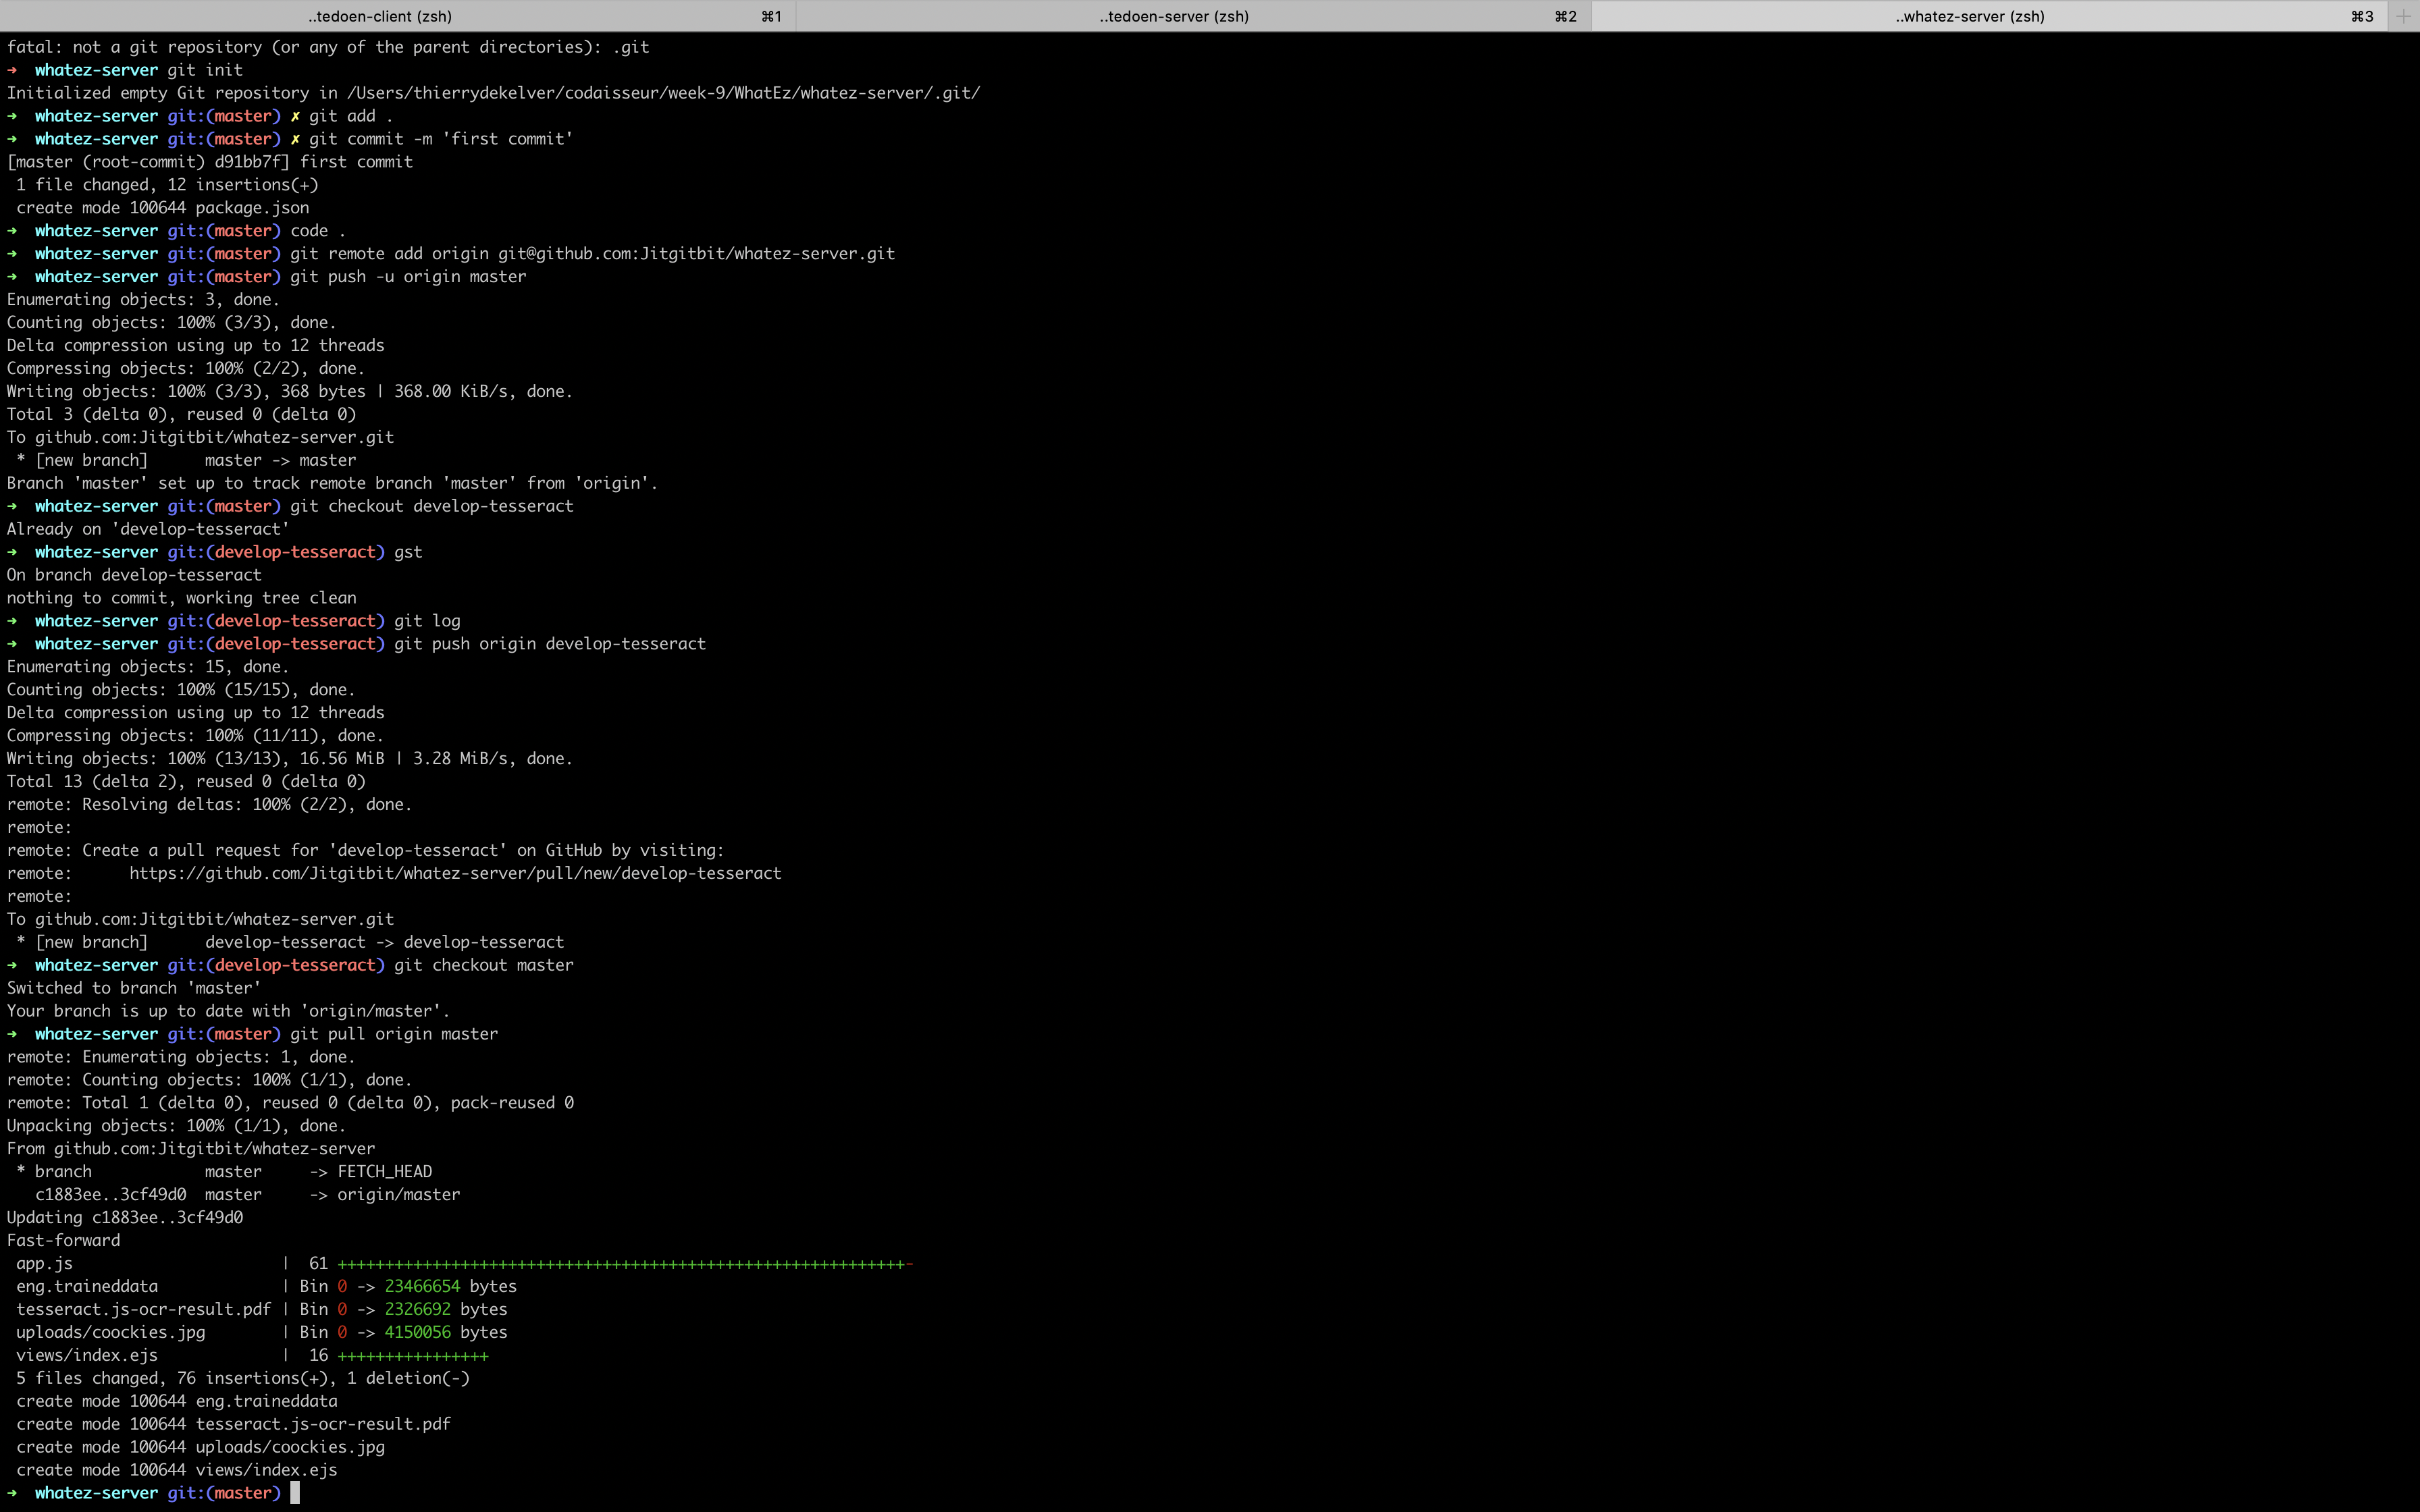 ..tedoen-client (zsh) ⌘1 ..tedoen-server (zsh) ⌘2 ..whatez-server (zsh) ⌘3 +
fatal: not a git repository (or any of the parent directories): .git
➜  whatez-server git init
Initialized empty Git repository in /Users/thierrydekelver/codaisseur/week-9/WhatEz/whatez-server/.git/
➜  whatez-server git:(master) ✗ git add .
➜  whatez-server git:(master) ✗ git commit -m 'first commit'
[master (root-commit) d91bb7f] first commit
 1 file changed, 12 insertions(+)
 create mode 100644 package.json
➜  whatez-server git:(master) code .
➜  whatez-server git:(master) git remote add origin git@github.com:Jitgitbit/whatez-server.git
➜  whatez-server git:(master) git push -u origin master
Enumerating objects: 3, done.
Counting objects: 100% (3/3), done.
Delta compression using up to 12 threads
Compressing objects: 100% (2/2), done.
Writing objects: 100% (3/3), 368 bytes | 368.00 KiB/s, done.
Total 3 (delta 0), reused 0 (delta 0)
To github.com:Jitgitbit/whatez-server.git
 * [new branch]      master -> master
Branch 'master' set up to track remote branch 'master' from 'origin'.
➜  whatez-server git:(master) git checkout develop-tesseract
Already on 'develop-tesseract'
➜  whatez-server git:(develop-tesseract) gst
On branch develop-tesseract
nothing to commit, working tree clean
➜  whatez-server git:(develop-tesseract) git log
➜  whatez-server git:(develop-tesseract) git push origin develop-tesseract
Enumerating objects: 15, done.
Counting objects: 100% (15/15), done.
Delta compression using up to 12 threads
Compressing objects: 100% (11/11), done.
Writing objects: 100% (13/13), 16.56 MiB | 3.28 MiB/s, done.
Total 13 (delta 2), reused 0 (delta 0)
remote: Resolving deltas: 100% (2/2), done.
remote:
remote: Create a pull request for 'develop-tesseract' on GitHub by visiting:
remote:      https://github.com/Jitgitbit/whatez-server/pull/new/develop-tesseract
remote:
To github.com:Jitgitbit/whatez-server.git
 * [new branch]      develop-tesseract -> develop-tesseract
➜  whatez-server git:(develop-tesseract) git checkout master
Switched to branch 'master'
Your branch is up to date with 'origin/master'.
➜  whatez-server git:(master) git pull origin master
remote: Enumerating objects: 1, done.
remote: Counting objects: 100% (1/1), done.
remote: Total 1 (delta 0), reused 0 (delta 0), pack-reused 0
Unpacking objects: 100% (1/1), done.
From github.com:Jitgitbit/whatez-server
 * branch            master     -> FETCH_HEAD
   c1883ee..3cf49d0  master     -> origin/master
Updating c1883ee..3cf49d0
Fast-forward
 app.js                      |  61 ++++++++++++++++++++++++++++++++++++++++++++++++++++++++++++-
 eng.traineddata             | Bin 0 -> 23466654 bytes
 tesseract.js-ocr-result.pdf | Bin 0 -> 2326692 bytes
 uploads/coockies.jpg        | Bin 0 -> 4150056 bytes
 views/index.ejs             |  16 ++++++++++++++++
 5 files changed, 76 insertions(+), 1 deletion(-)
 create mode 100644 eng.traineddata
 create mode 100644 tesseract.js-ocr-result.pdf
 create mode 100644 uploads/coockies.jpg
 create mode 100644 views/index.ejs
➜  whatez-server git:(master)